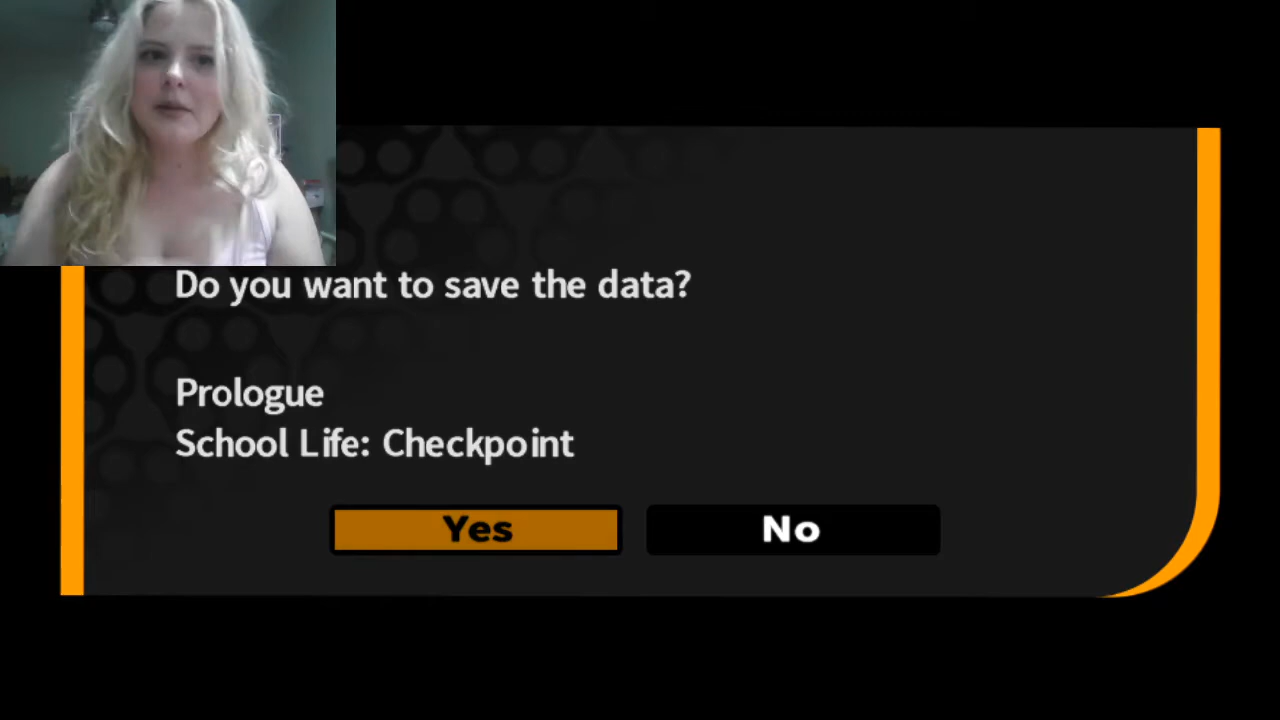 Do you want to save the data?
Prologue
School Life: Checkpoint
Yes
No